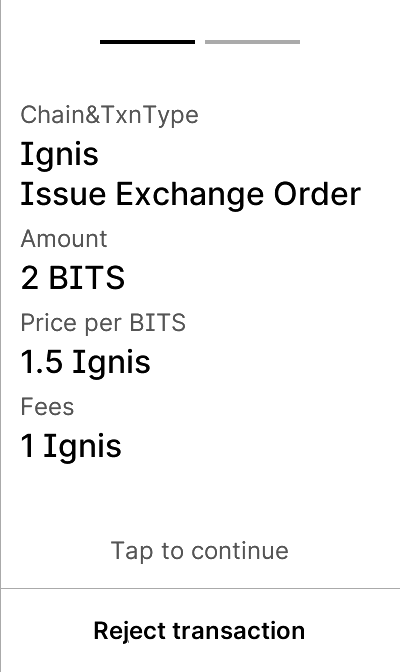 Chain&TxnType
Ignis
Issue Exchange Order
Amount
2 BITS
Price per BITS
1.5 Ignis
Fees
1 Ignis
Tap to continue
Reject transaction